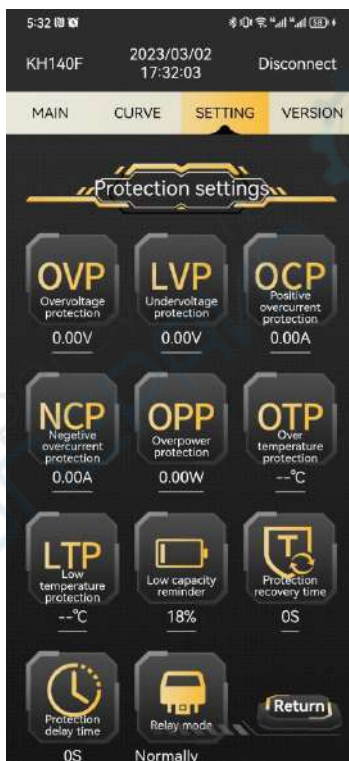 5:32
58
KH140F
2023/03/02
17:32:03
Disconnect
MAIN CURVE SETTING VERSION
Protection settings
OVP
Overvoltage
protection
0.00V
LVP
Undervoltage
protection
0.00V
OCP
Positive
overcurrent
protection
0.00A
NCP
Negetive
overcurrent
protection
0.00A
OPP
Overpower
protection
0.00W
OTP
Over
temperature
protection
--°C
LTP
Low
temperature
protection
--°C
Low capacity
reminder
18%
T
Protection
recovery time
0S
Protection
delay time
0S
Relay mode
Normally
Return